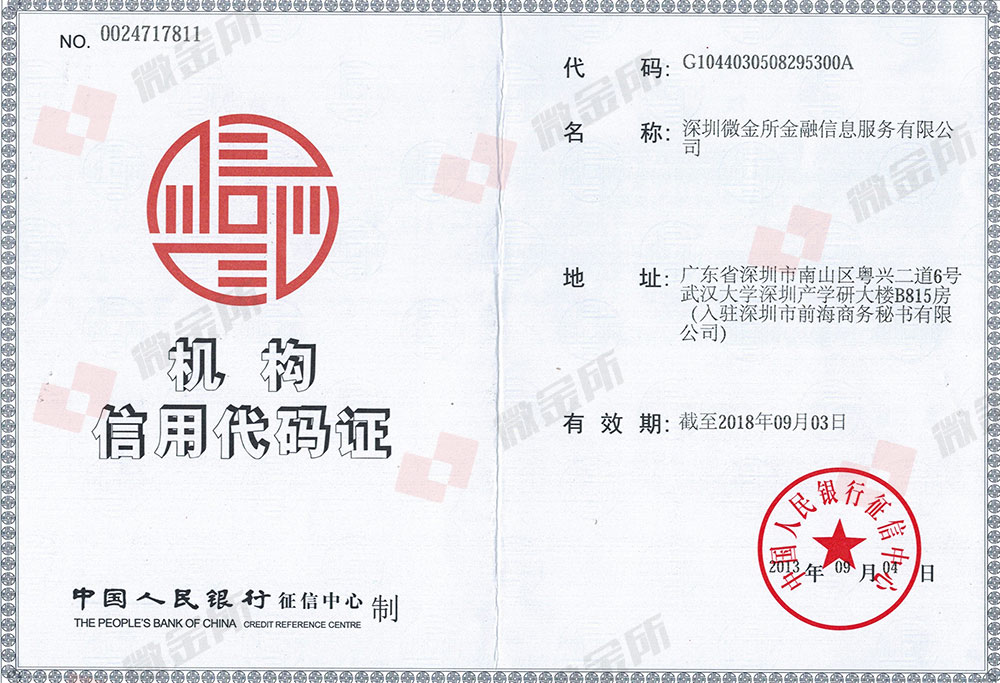 NO. 0024717811
机构
信用代码证
中国人民银行征信中心 制
THE PEOPLE'S BANK OF CHINA CREDIT REFERENCE CENTRE
代码: G1044030508295300A
名称: 深圳微金所金融信息服务有限公
司
地址: 广东省深圳市南山区粤兴二道6号
武汉大学深圳产学研大楼B815房
(入驻深圳市前海商务秘书有限
公司)
有效期: 截至2018年09月03日
中国人民银行征信中心
2013年09月04日
微金所
微金所
微金所
微金所
微金所
微金所
微金所
微金所